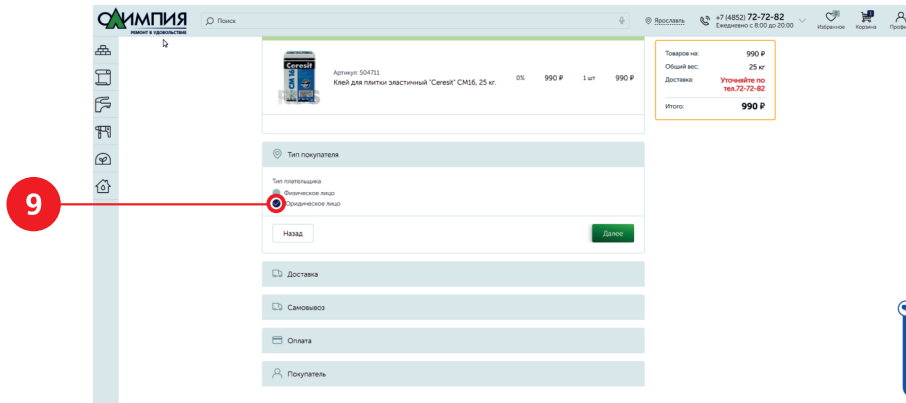 ОЛИМПИЯ
РЕМОНТ В УДОВОЛЬСТВИЕ
Поиск
Ярославль
+7 (4852) 72-72-82
Ежедневно с 8:00 до 20:00
Избранное
Корзина
Профи
Ceresit
CM 16
Артикул: 504711
Клей для плитки эластичный "Ceresit" CM16, 25 кг.
0%
990 ₽
1 шт
990 ₽
Товаров на: 990 ₽
Общий вес: 25 кг
Доставка: Уточняйте по
тел.72-72-82
Итого: 990 ₽
Тип покупателя
Тип плательщика
Физическое лицо
9
Юридическое лицо
Назад
Далее
Доставка
Самовывоз
Оплата
Покупатель